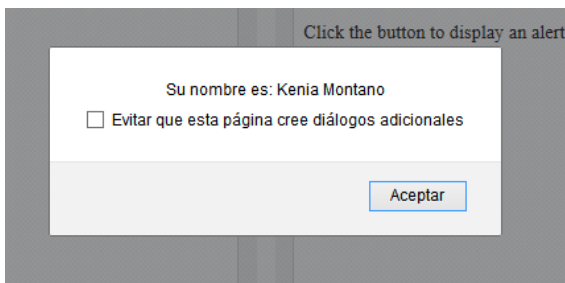 Click the button to display an alert
Su nombre es: Kenia Montano
Evitar que esta página cree diálogos adicionales
Aceptar